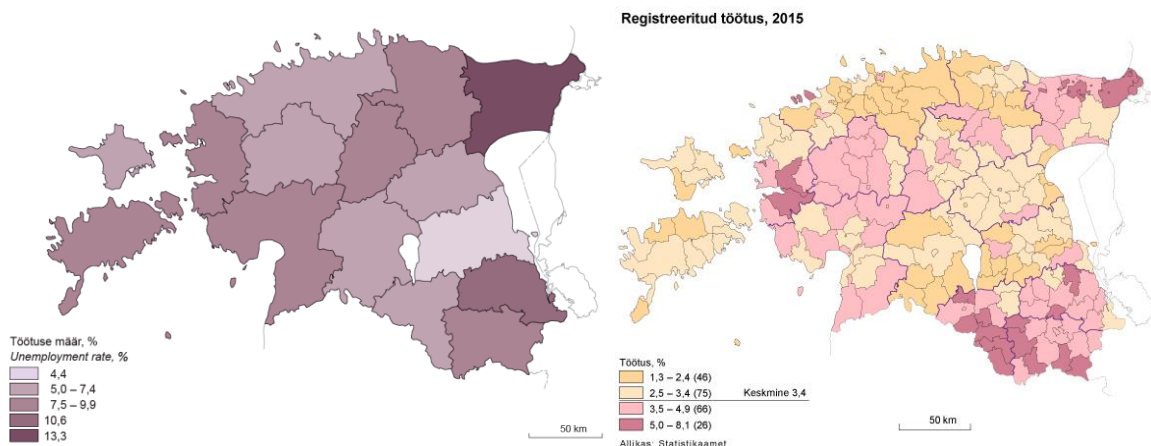 Registreeritud töötus, 2015
Töötuse määr, %
Unemployment rate, %
4,4
5,0 – 7,4
7,5 – 9,9
10,6
13,3
50 km
Töötus, %
1,3 – 2,4 (46)
2,5 – 3,4 (75)
Keskmine 3,4
3,5 – 4,9 (66)
5,0 – 8,1 (26)
50 km
Allikas: Statistikaamet